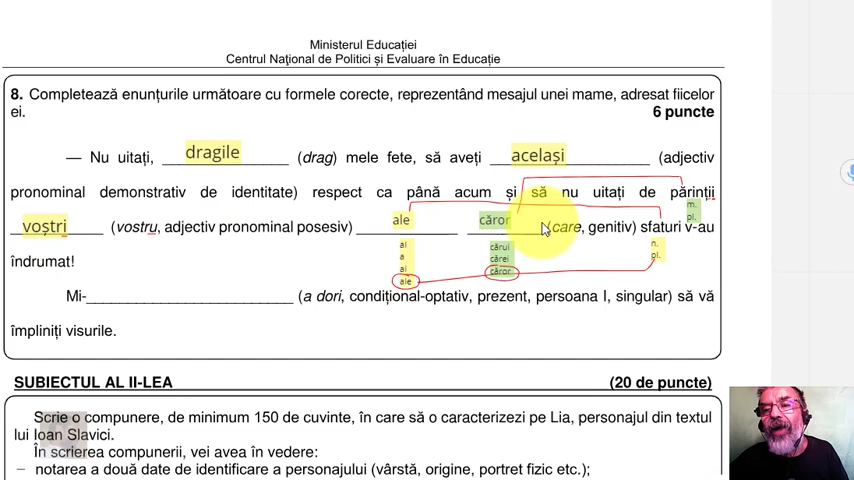 Ministerul Educației
Centrul Național de Politici și Evaluare în Educație
8. Completează enunțurile următoare cu formele corecte, reprezentând mesajul unei mame, adresat fiicelor
ei. 6 puncte
— Nu uitați, dragile (drag) mele fete, să aveți același (adjectiv
pronominal demonstrativ de identitate) respect ca până acum și să nu uitați de părinții
voștri (vostru, adjectiv pronominal posesiv) ale căror (care, genitiv) sfaturi v-au
m.
pl.
al
a
ai
ale
cărui
cărei
căror
n.
pl.
îndrumat!
Mi-__________ (a dori, condițional-optativ, prezent, persoana I, singular) să vă
împliniți visurile.
SUBIECTUL AL II-LEA (20 de puncte)
Scrie o compunere, de minimum 150 de cuvinte, în care să o caracterizezi pe Lia, personajul din textul
lui Ioan Slavici.
În scrierea compunerii, vei avea în vedere:
– notarea a două date de identificare a personajului (vârstă, origine, portret fizic etc.);